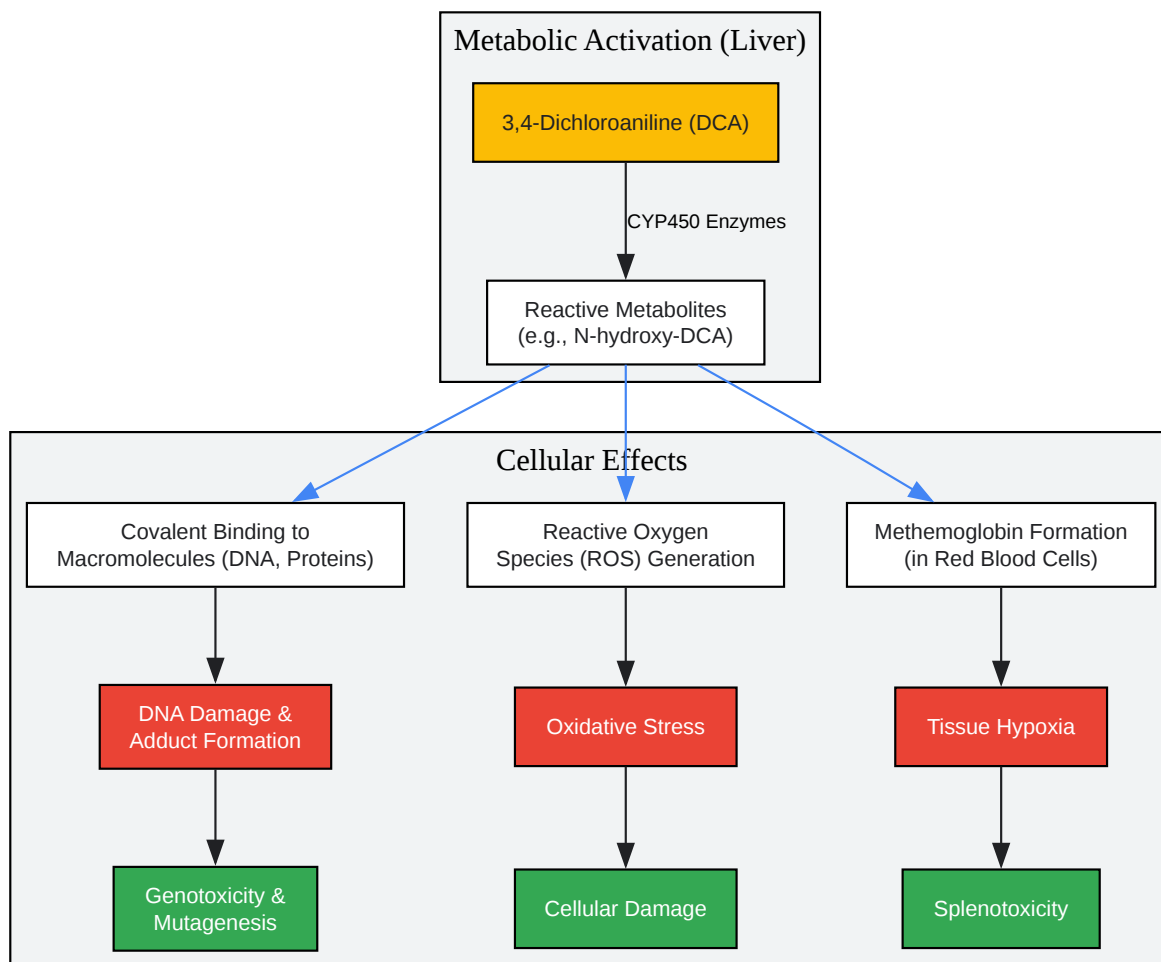 Metabolic Activation (Liver)
3,4-Dichloroaniline (DCA)
CYP450 Enzymes
Reactive Metabolites
(e.g., N-hydroxy-DCA)
Cellular Effects
Covalent Binding to
Macromolecules (DNA, Proteins)
Reactive Oxygen
Species (ROS) Generation
Methemoglobin Formation
(in Red Blood Cells)
DNA Damage &
Adduct Formation
Oxidative Stress
Tissue Hypoxia
Genotoxicity &
Mutagenesis
Cellular Damage
Splenotoxicity